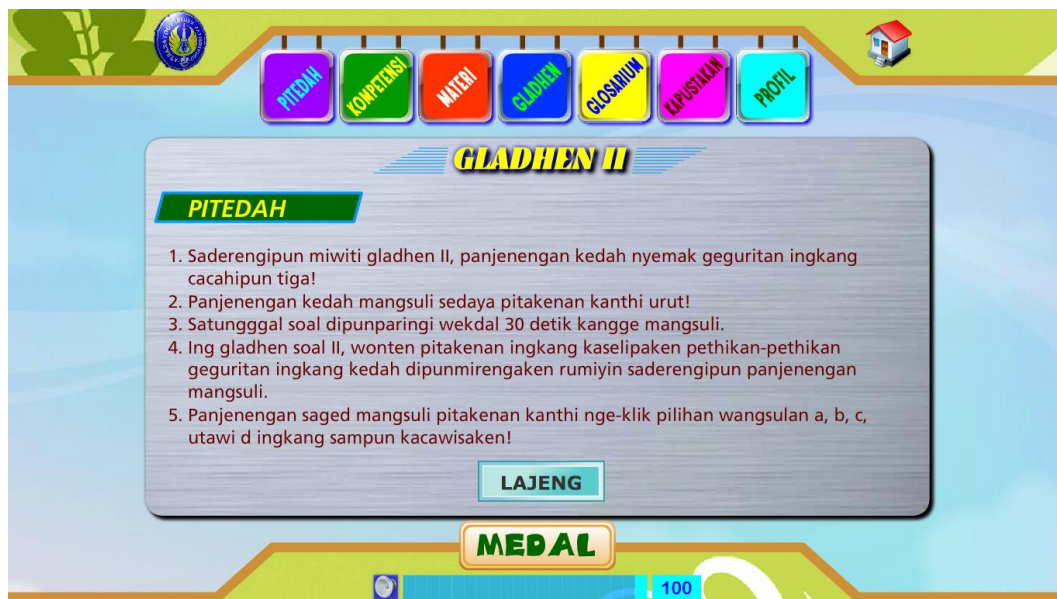 PITEDAH
KOMPETENSI
MATERI
GLADHEN
GLOSARIUM
KAPUSTAKAN
PROFIL
GLADHEN II
PITEDAH
1. Saderengipun miwiti gladhen II, panjenengan kedah nyemak geguritan ingkang
cacahipun tiga!
2. Panjenengan kedah mangsuli sedaya pitakenan kanthi urut!
3. Satungggal soal dipunparingi wekdal 30 detik kangge mangsuli.
4. Ing gladhen soal II, wonten pitakenan ingkang kaselipaken pethikan-pethikan
geguritan ingkang kedah dipunmirengaken rumiyin saderengipun panjenengan
mangsuli.
5. Panjenengan saged mangsuli pitakenan kanthi nge-klik pilihan wangsulan a, b, c,
utawi d ingkang sampun kacawisaken!
LAJENG
MEDAL
100